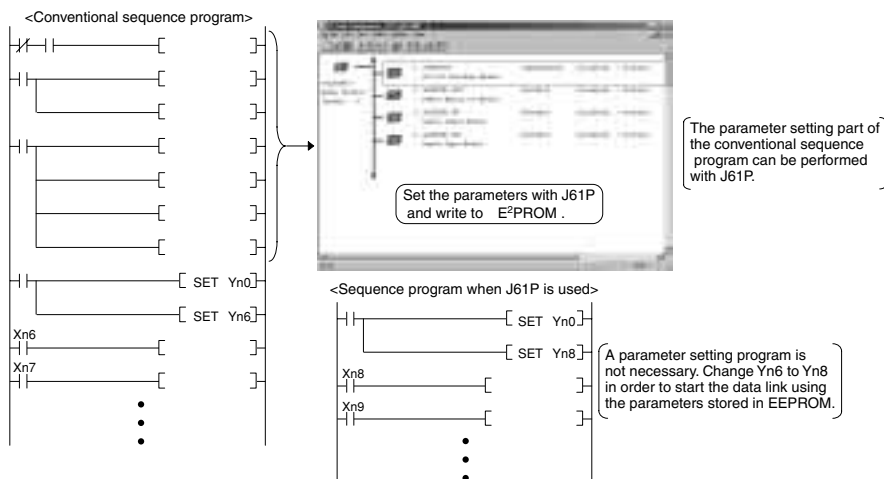 <Conventional sequence program>
SET Yn0
SET Yn6
Xn6
Xn7
Set the parameters with J61P
and write to E²PROM .
The parameter setting part of
the conventional sequence
program can be performed
with J61P.
<Sequence program when J61P is used>
SET Yn0
SET Yn8
Xn8
Xn9
A parameter setting program is
not necessary. Change Yn6 to Yn8
in order to start the data link using
the parameters stored in EEPROM.